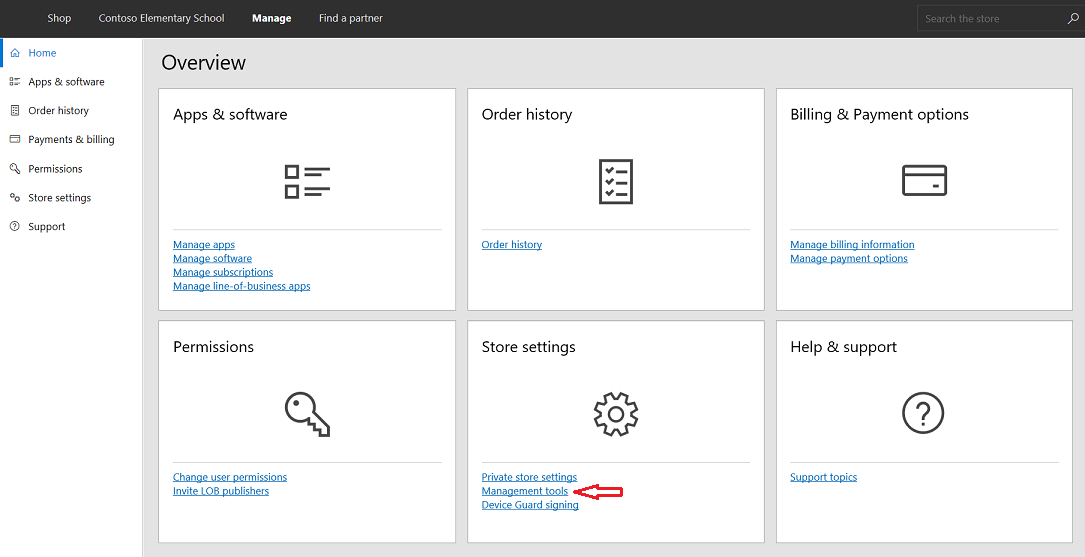 Shop Contoso Elementary School Manage Find a partner Search the store
Home
Apps & software
Order history
Payments & billing
Permissions
Store settings
Support
Overview
Apps & software
Manage apps
Manage software
Manage subscriptions
Manage line-of-business apps
Order history
Order history
Billing & Payment options
Manage billing information
Manage payment options
Permissions
Change user permissions
Invite LOB publishers
Store settings
Private store settings
Management tools
Device Guard signing
Help & support
Support topics